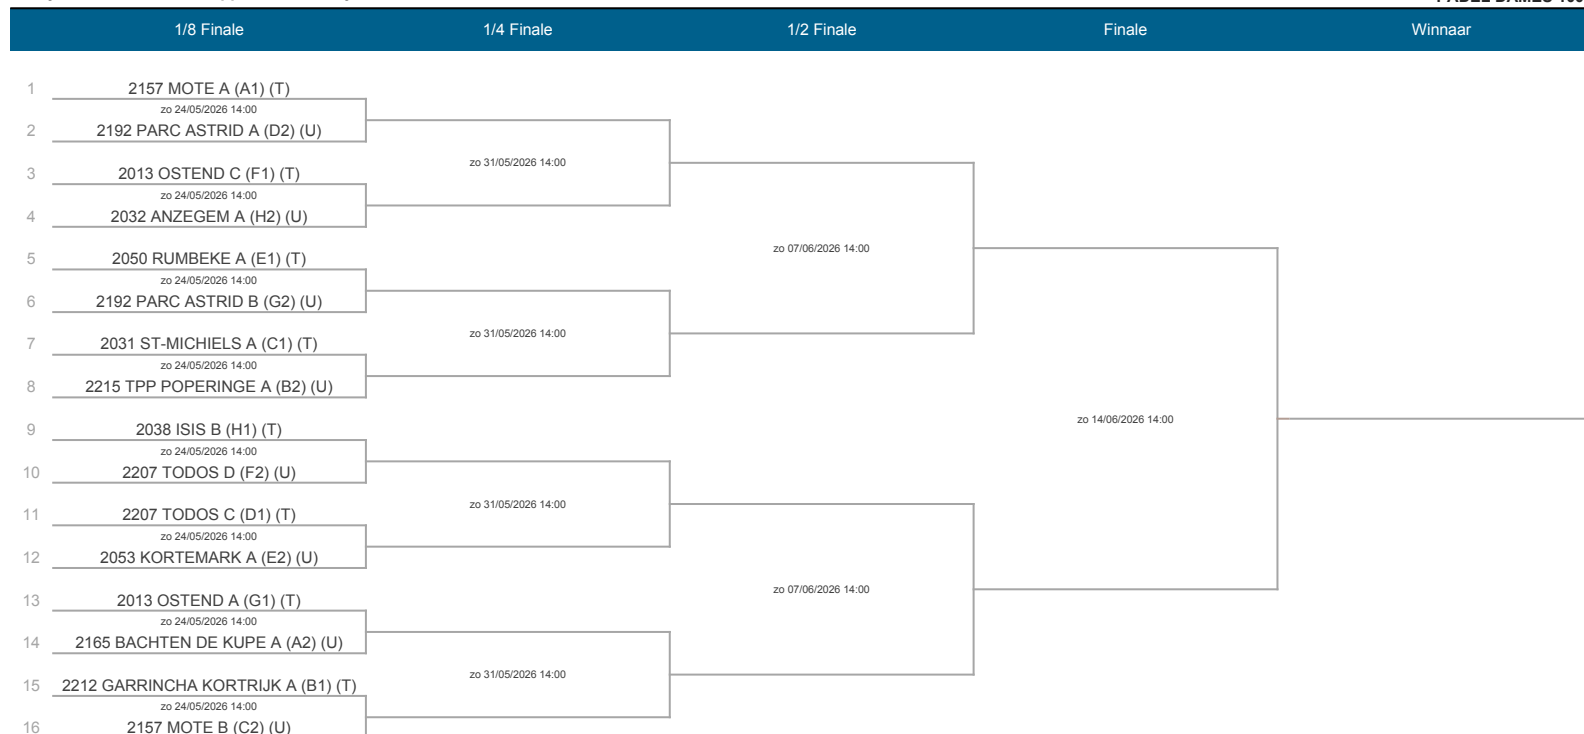 1/8 Finale 1/4 Finale 1/2 Finale Finale Winnaar
1 2157 MOTE A (A1) (T)
zo 24/05/2026 14:00
2 2192 PARC ASTRID A (D2) (U)
zo 31/05/2026 14:00
3 2013 OSTEND C (F1) (T)
zo 24/05/2026 14:00
4 2032 ANZEGEM A (H2) (U)
zo 07/06/2026 14:00
5 2050 RUMBEKE A (E1) (T)
zo 24/05/2026 14:00
6 2192 PARC ASTRID B (G2) (U)
zo 31/05/2026 14:00
7 2031 ST-MICHIELS A (C1) (T)
zo 24/05/2026 14:00
8 2215 TPP POPERINGE A (B2) (U)
zo 14/06/2026 14:00
9 2038 ISIS B (H1) (T)
zo 24/05/2026 14:00
10 2207 TODOS D (F2) (U)
zo 31/05/2026 14:00
11 2207 TODOS C (D1) (T)
zo 24/05/2026 14:00
12 2053 KORTEMARK A (E2) (U)
zo 07/06/2026 14:00
13 2013 OSTEND A (G1) (T)
zo 24/05/2026 14:00
14 2165 BACHTEN DE KUPE A (A2) (U)
zo 31/05/2026 14:00
15 2212 GARRINCHA KORTRIJK A (B1) (T)
zo 24/05/2026 14:00
16 2157 MOTE B (C2) (U)